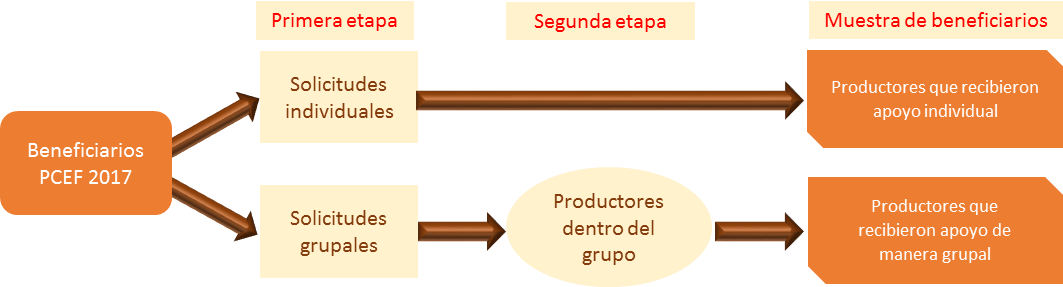 Primera etapa
Segunda etapa
Muestra de beneficiarios
Beneficiarios
PCEF 2017
Solicitudes
individuales
Productores que recibieron
apoyo individual
Solicitudes
grupales
Productores
dentro del
grupo
Productores que
recibieron apoyo de
manera grupal